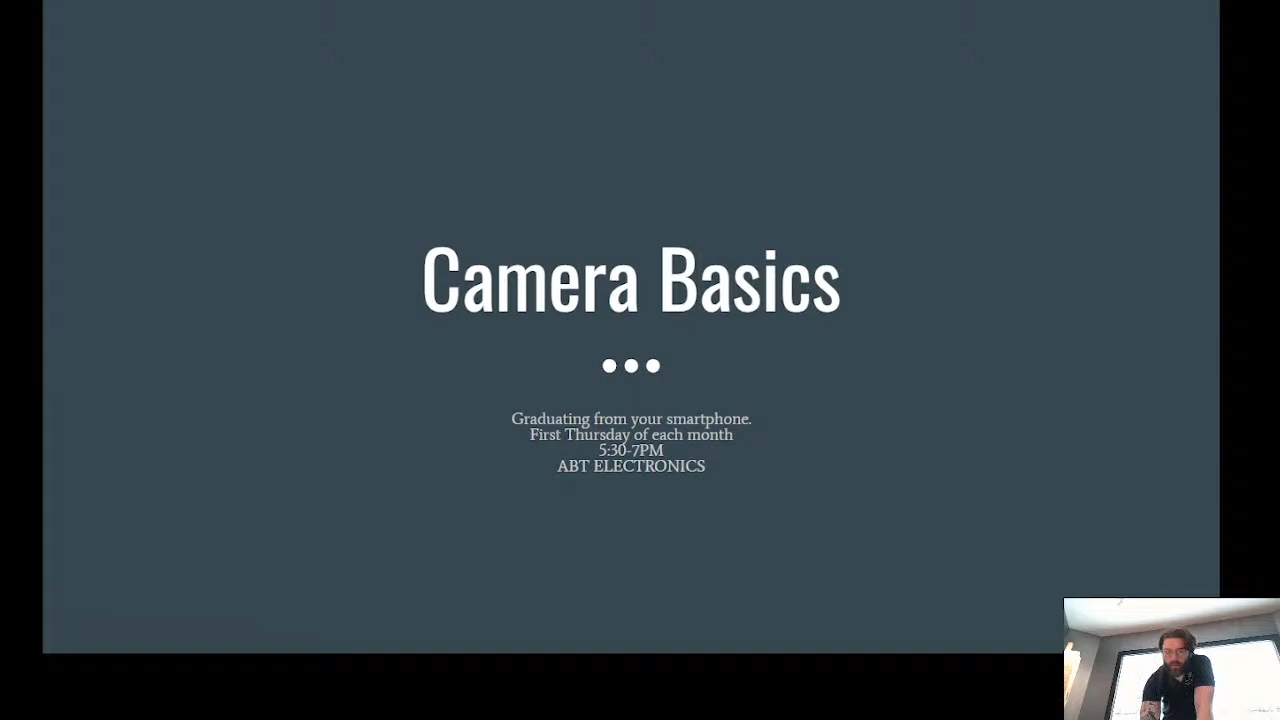 Camera Basics
Graduating from your smartphone.
First Thursday of each month
5:30-7PM
ABT ELECTRONICS